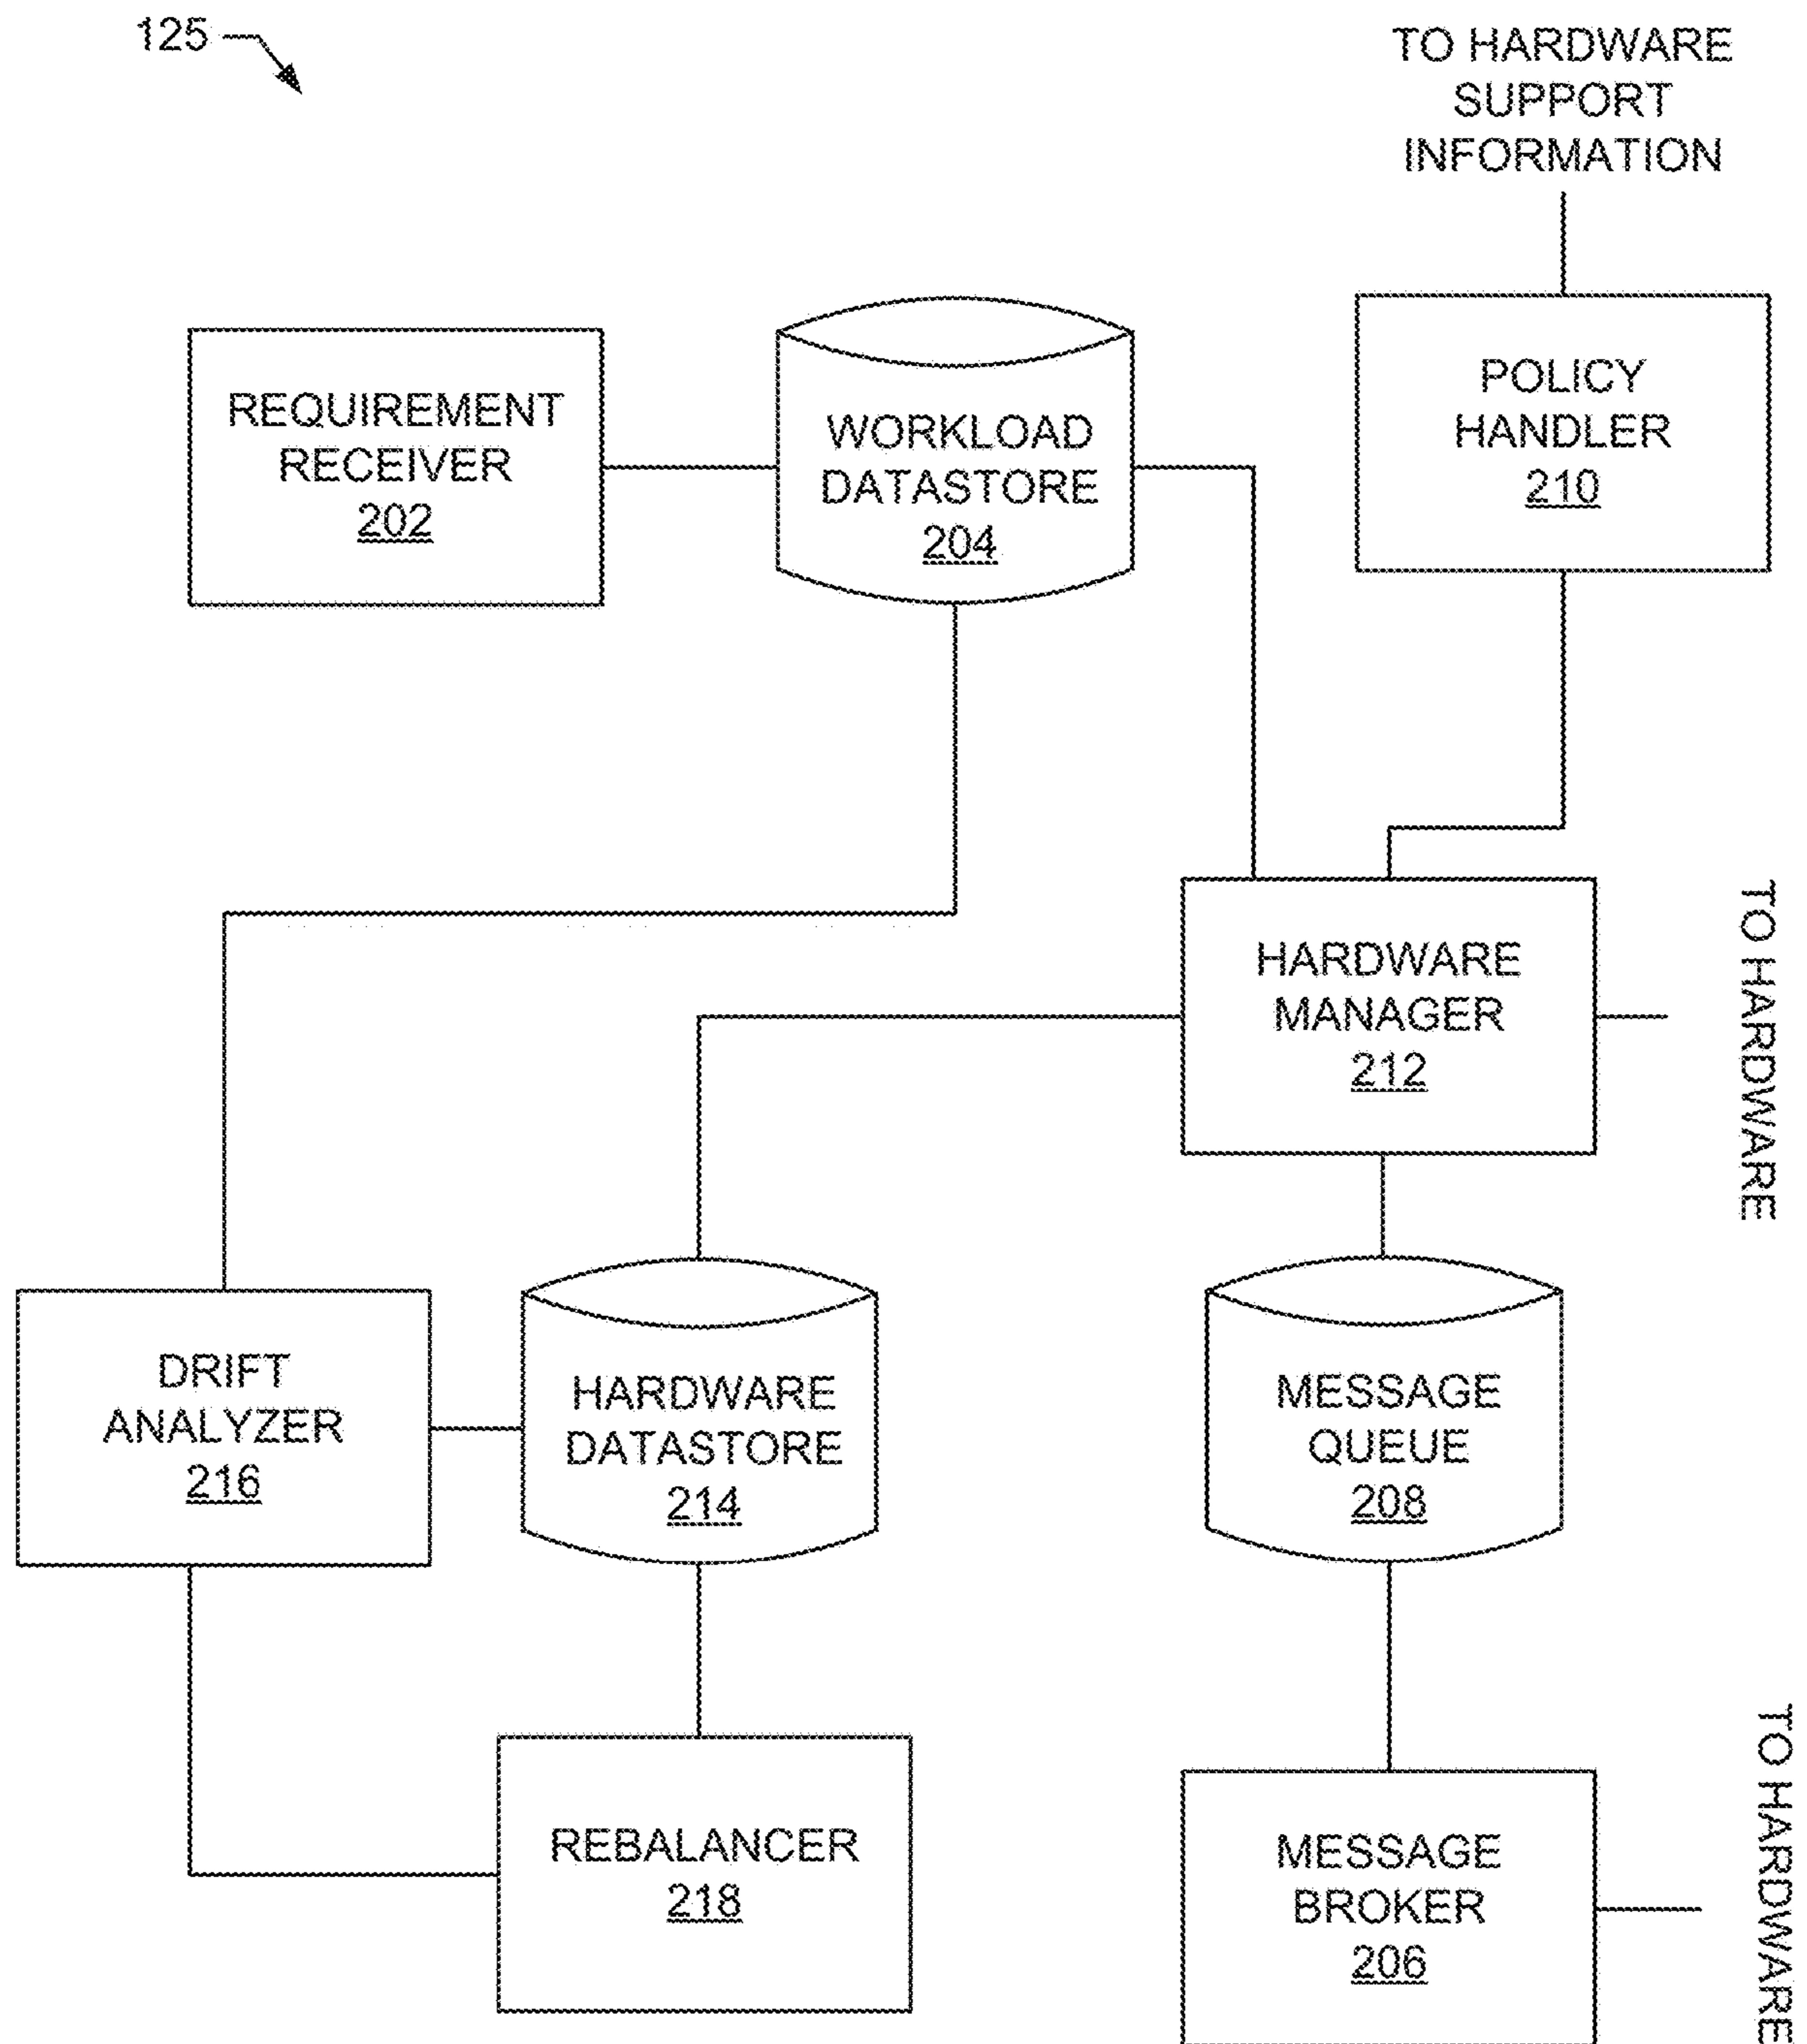 125
TO HARDWARE
SUPPORT
INFORMATION
REQUIREMENT
RECEIVER
202
WORKLOAD
DATASTORE
204
POLICY
HANDLER
210
HARDWARE
MANAGER
212
TO HARDWARE
DRIFT
ANALYZER
216
HARDWARE
DATASTORE
214
MESSAGE
QUEUE
208
REBALANCER
218
MESSAGE
BROKER
206
TO HARDWARE